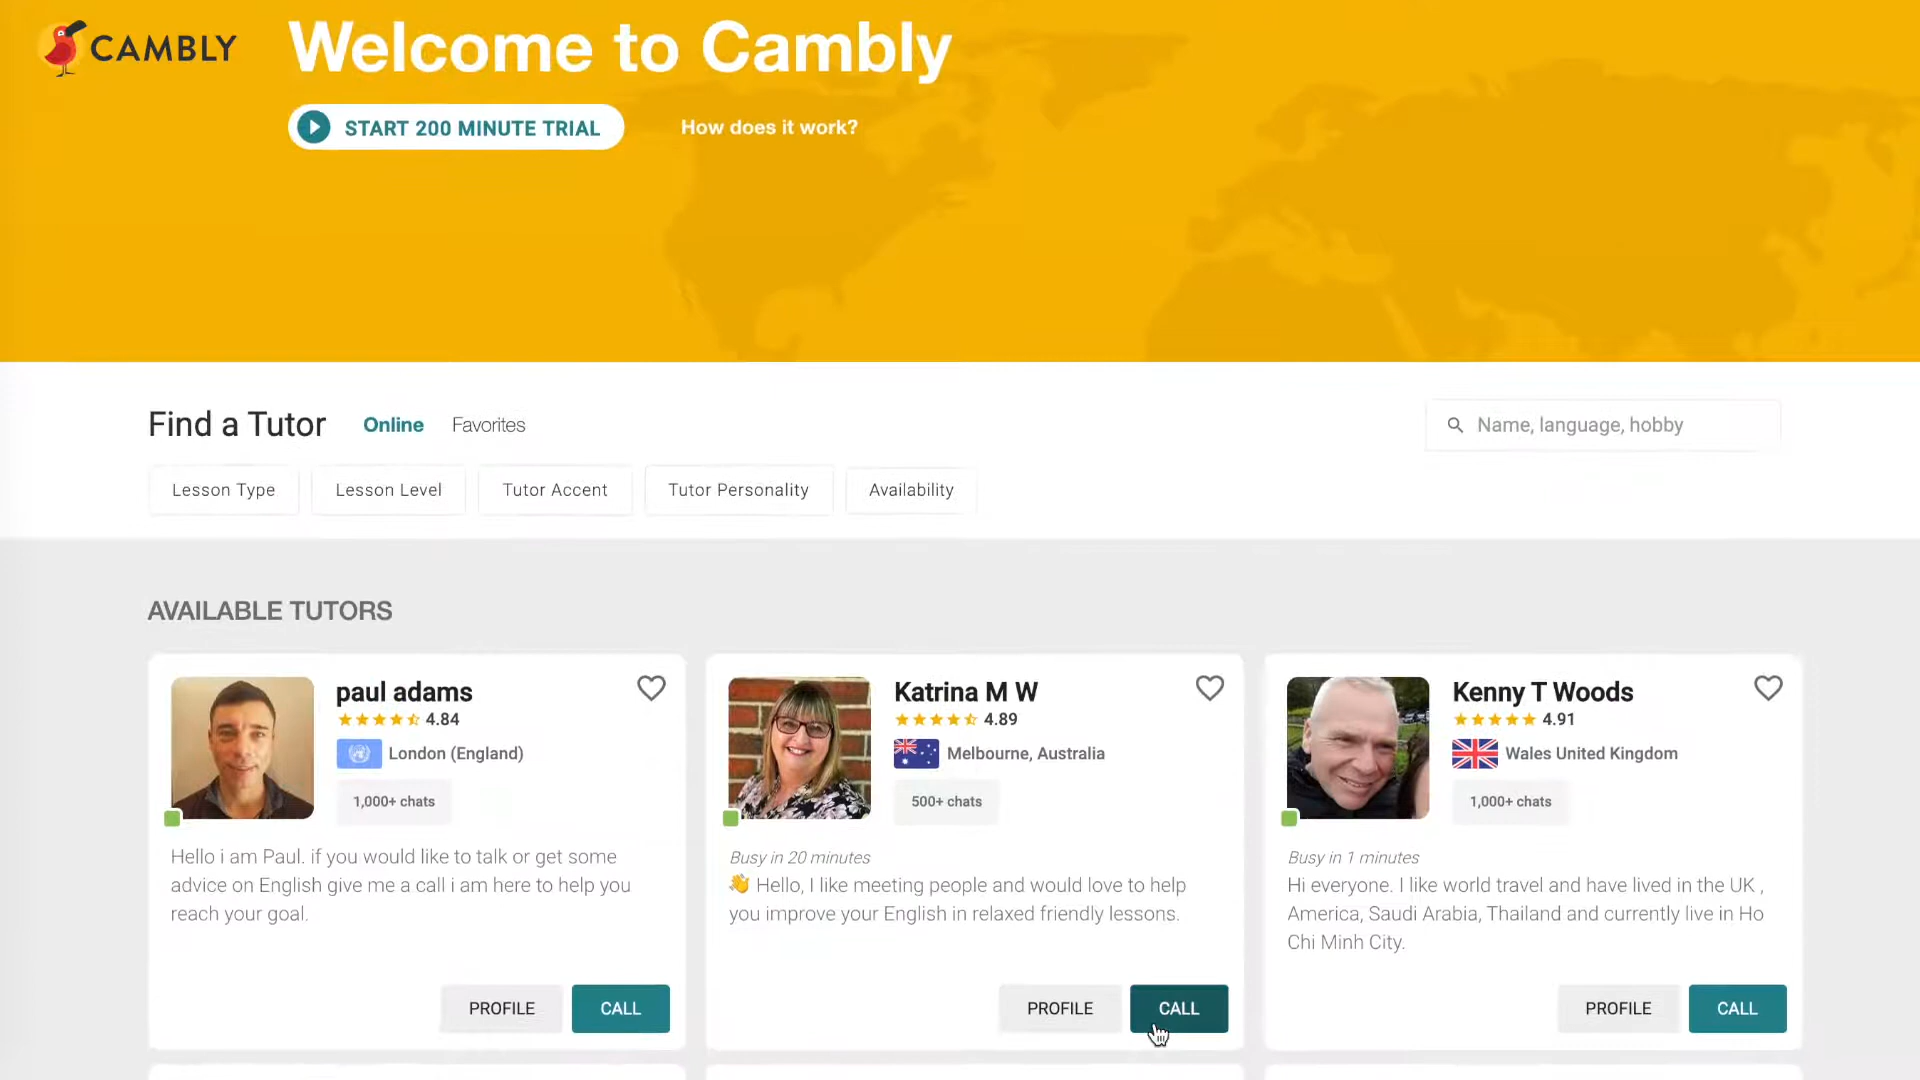 CAMBLY
Welcome to Cambly
START 200 MINUTE TRIAL
How does it work?
Find a Tutor
Online
Favorites
Name, language, hobby
Lesson Type
Lesson Level
Tutor Accent
Tutor Personality
Availability
AVAILABLE TUTORS
paul adams
4.84
London (England)
1,000+ chats
Hello i am Paul. if you would like to talk or get some
advice on English give me a call i am here to help you
reach your goal.
PROFILE
CALL
Katrina M W
4.89
Melbourne, Australia
500+ chats
Busy in 20 minutes
👋 Hello, I like meeting people and would love to help
you improve your English in relaxed friendly lessons.
PROFILE
CALL
Kenny T Woods
4.91
Wales United Kingdom
1,000+ chats
Busy in 1 minutes
Hi everyone. I like world travel and have lived in the UK ,
America, Saudi Arabia, Thailand and currently live in Ho
Chi Minh City.
PROFILE
CALL